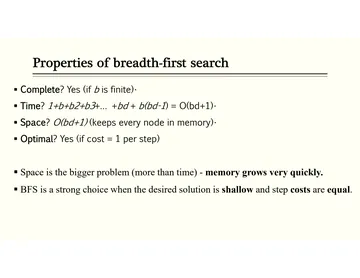 Properties of breadth-first search
▪ Complete? Yes (if b is finite)·
▪ Time? 1+b+b2+b3+... +bd + b(bd-1) = O(bd+1)·
▪ Space? O(bd+1) (keeps every node in memory)·
▪ Optimal? Yes (if cost = 1 per step)
▪ Space is the bigger problem (more than time) - memory grows very quickly.
▪ BFS is a strong choice when the desired solution is shallow and step costs are equal.